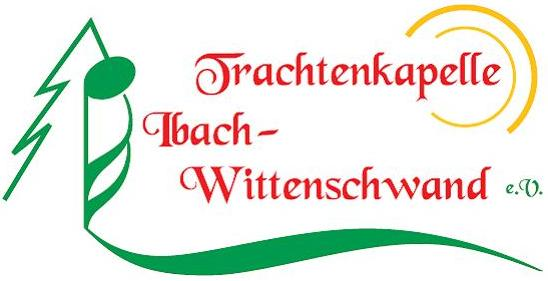 Trachtenkapelle
Ibach-
Wittenschwand e.V.